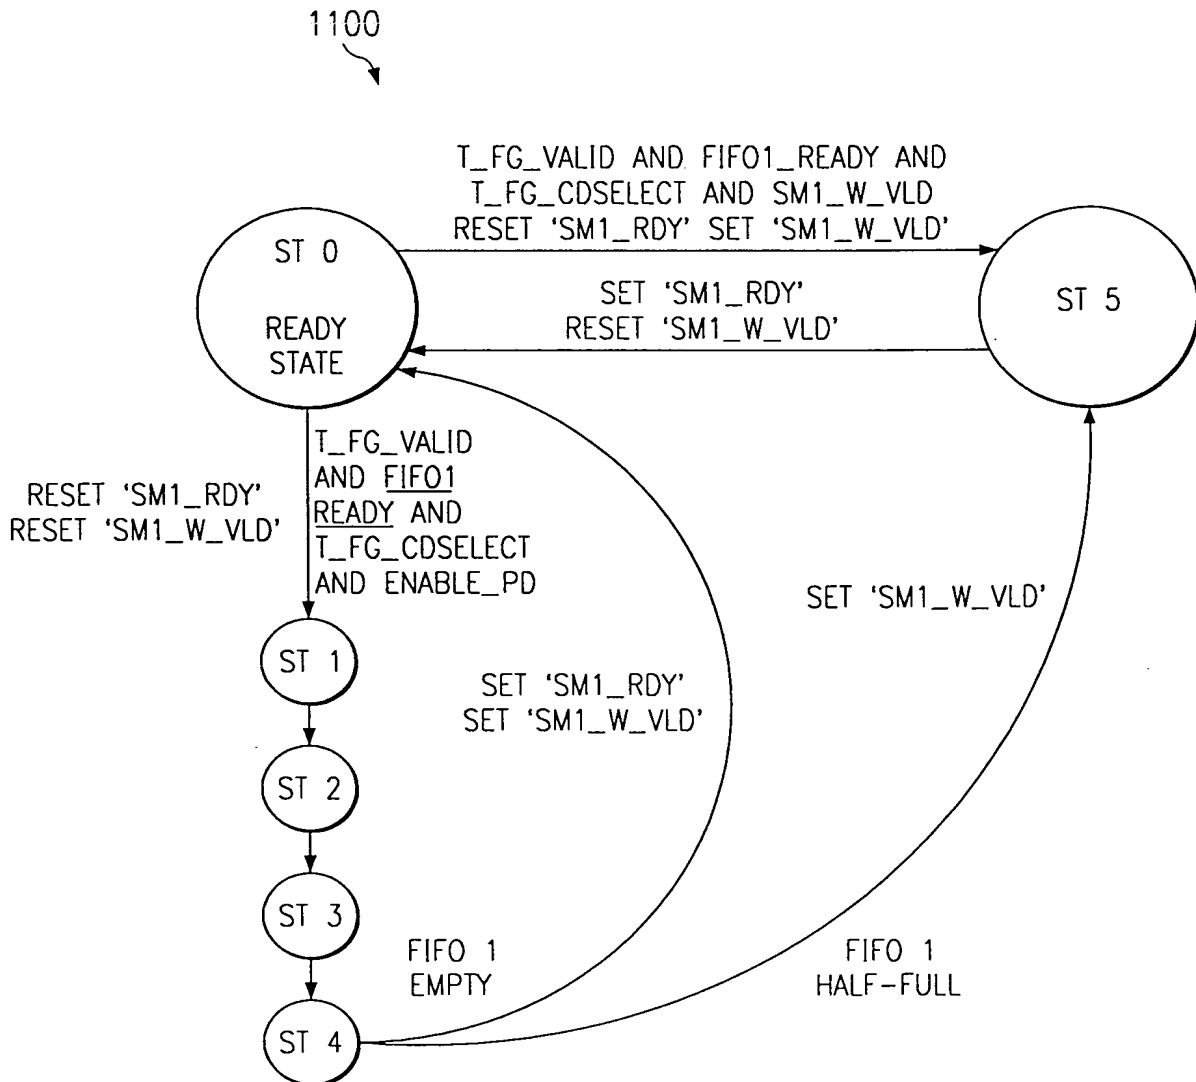 1100
T_FG_VALID AND FIFO1_READY AND
T_FG_CDSELECT AND SM1_W_VLD
RESET ‘SM1_RDY’ SET ‘SM1_W_VLD’
ST 0
READY
STATE
SET ‘SM1_RDY’
RESET ‘SM1_W_VLD’
ST 5
T_FG_VALID
AND FIFO1
READY AND
T_FG_CDSELECT
AND ENABLE_PD
RESET ‘SM1_RDY’
RESET ‘SM1_W_VLD’
SET ‘SM1_W_VLD’
ST 1
SET ‘SM1_RDY’
SET ‘SM1_W_VLD’
ST 2
ST 3
FIFO 1
EMPTY
FIFO 1
HALF-FULL
ST 4